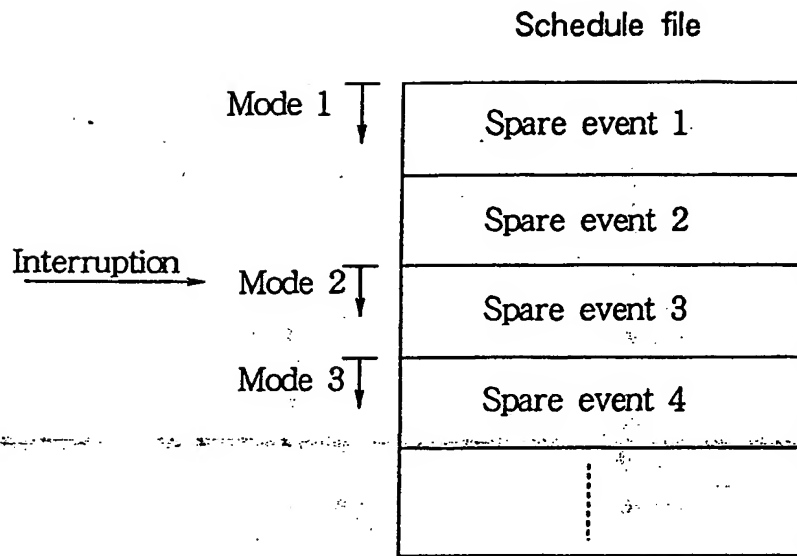 Schedule file
Mode 1
Spare event 1
Spare event 2
Interruption
Mode 2
Spare event 3
Mode 3
Spare event 4